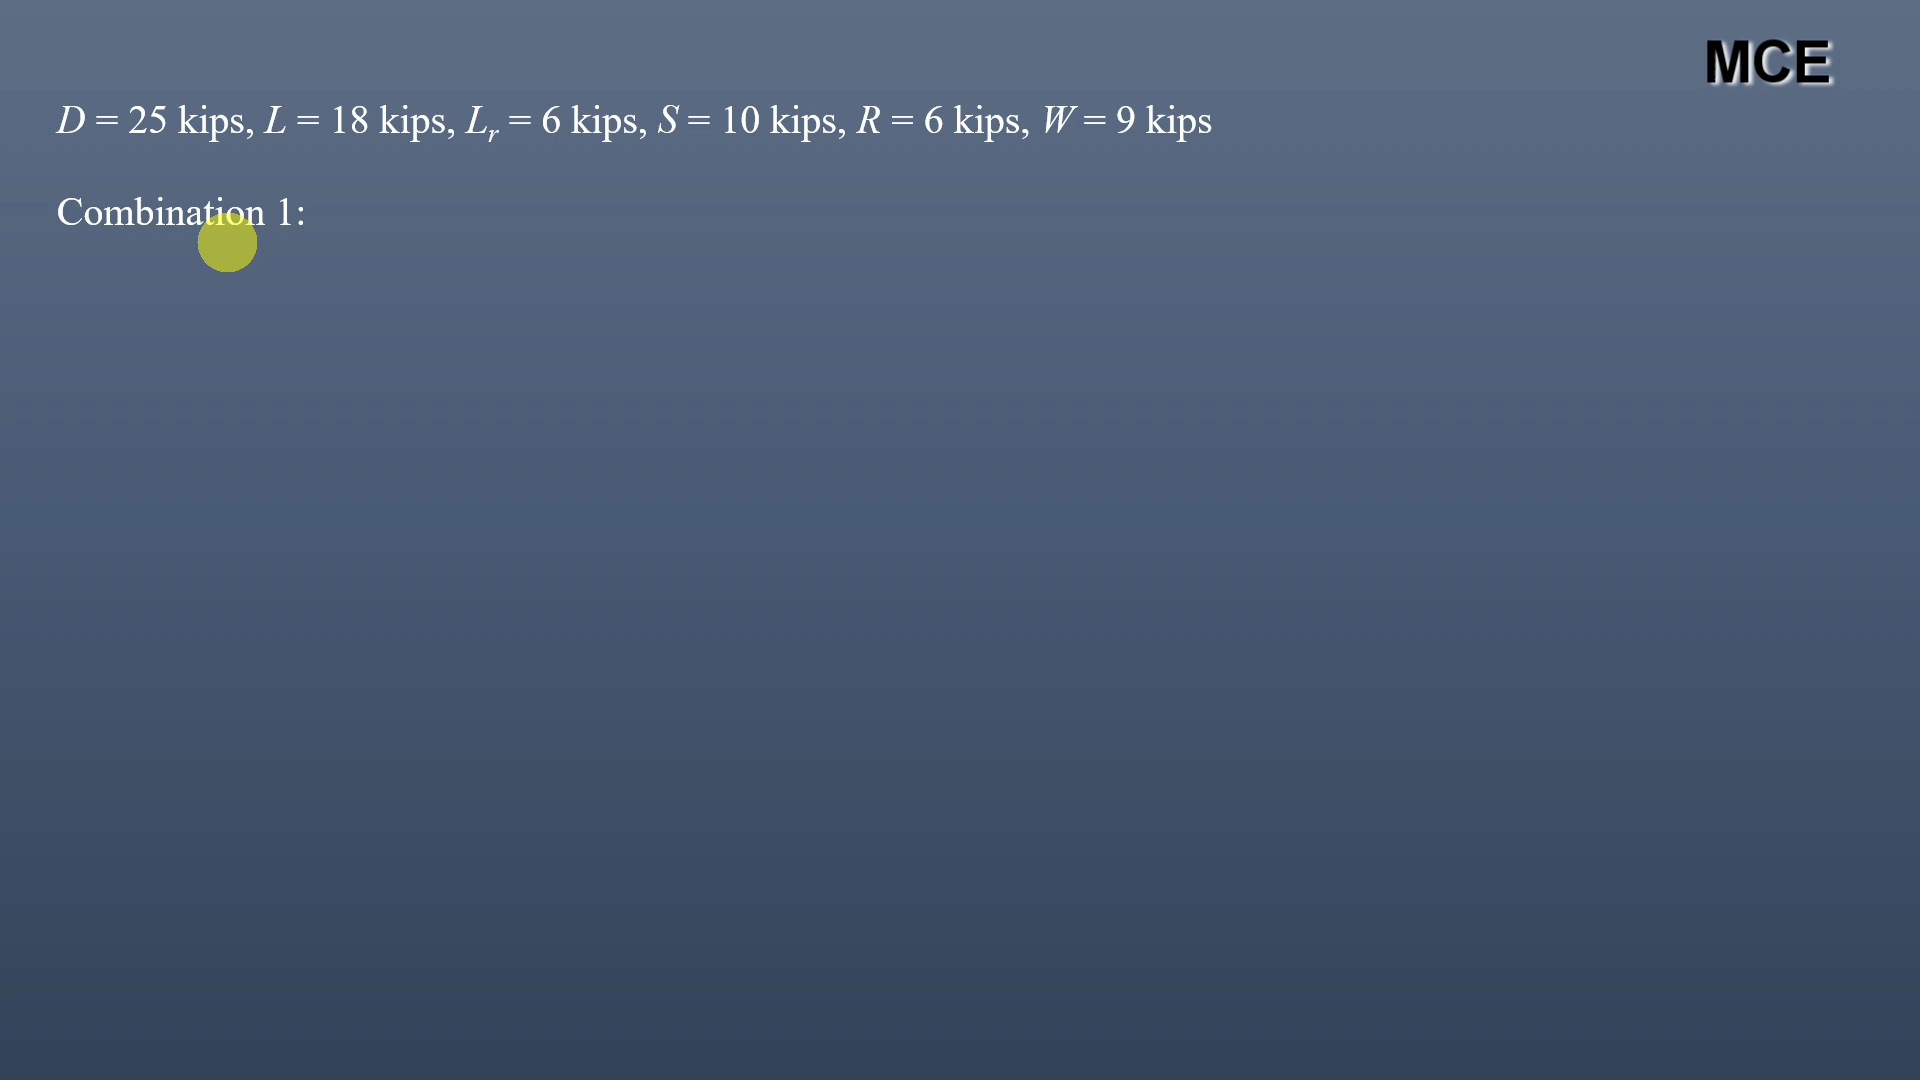 MCE
D = 25 kips, L = 18 kips, Lr = 6 kips, S = 10 kips, R = 6 kips, W = 9 kips
Combination 1: